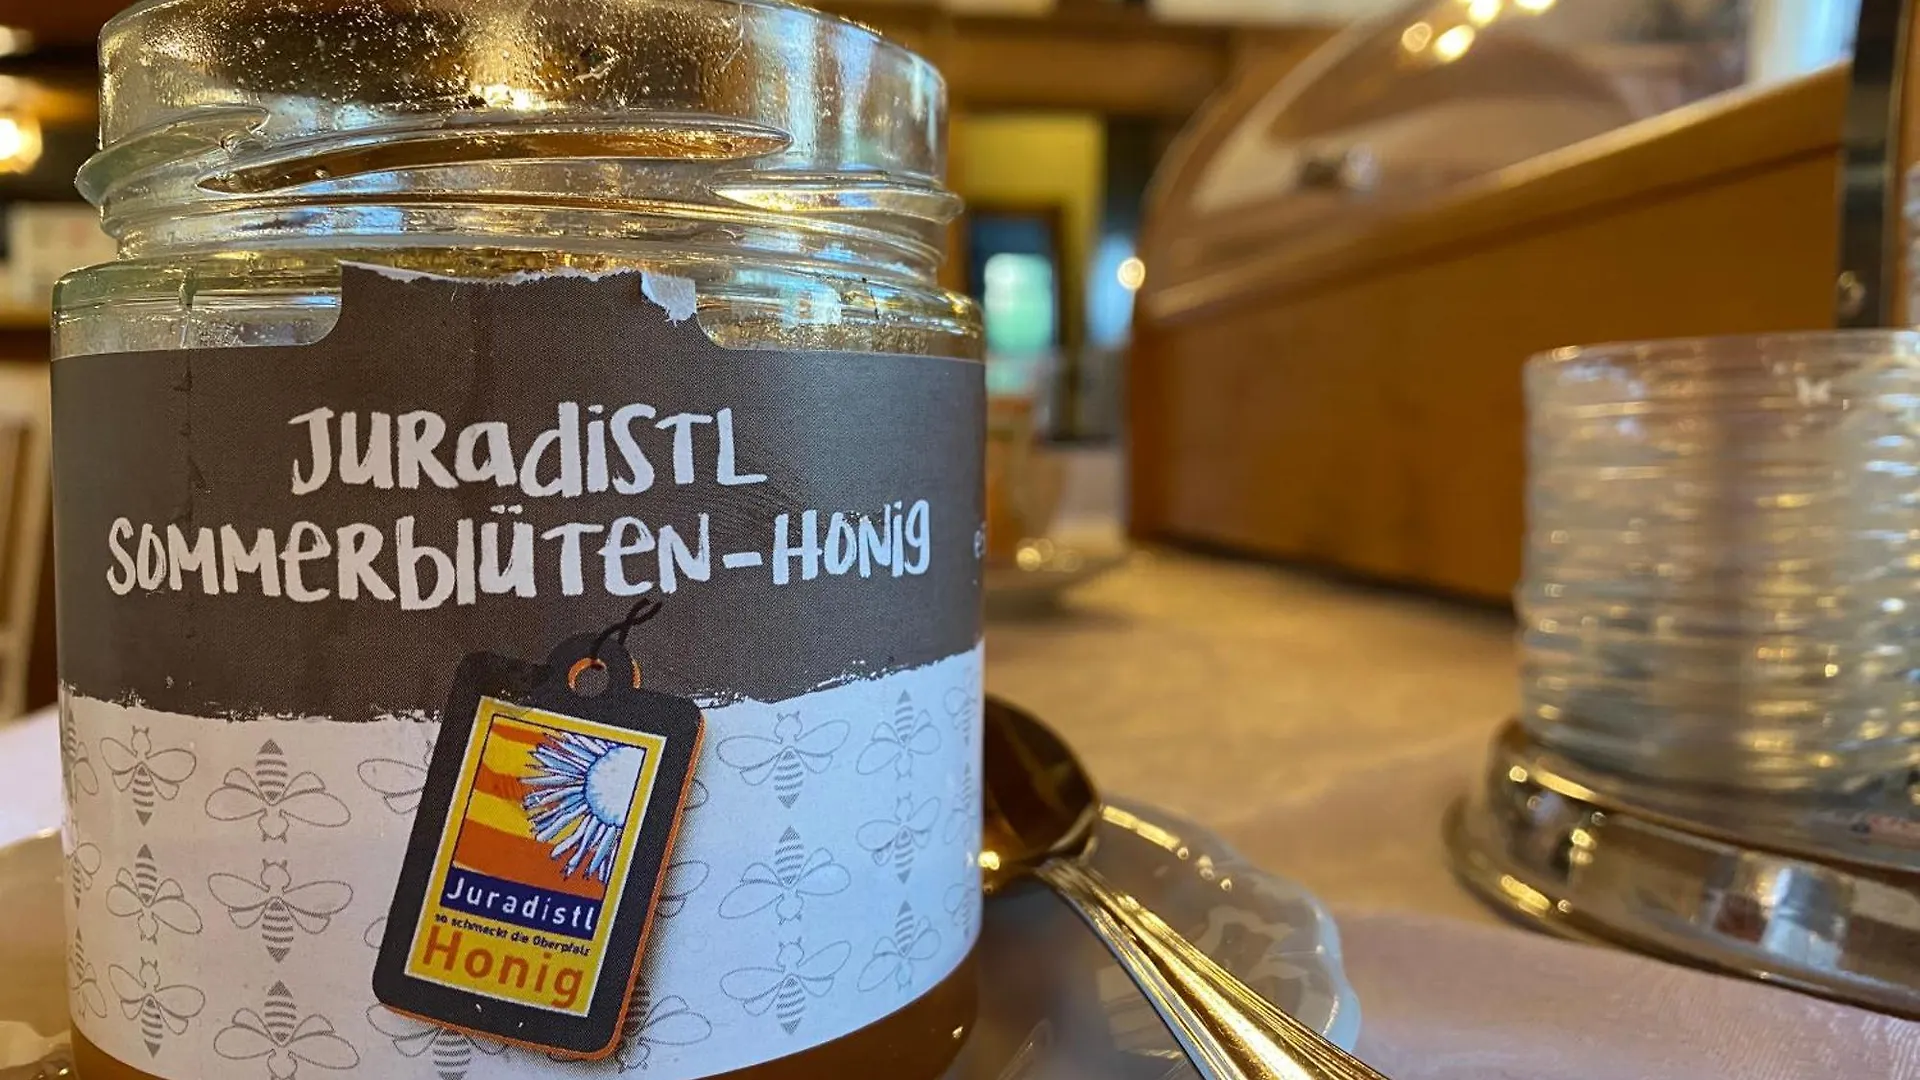 JURADISTL
SOMMERBLÜTEN-HONIG
Juradistl
so schmeckt die Oberpfalz
Honig